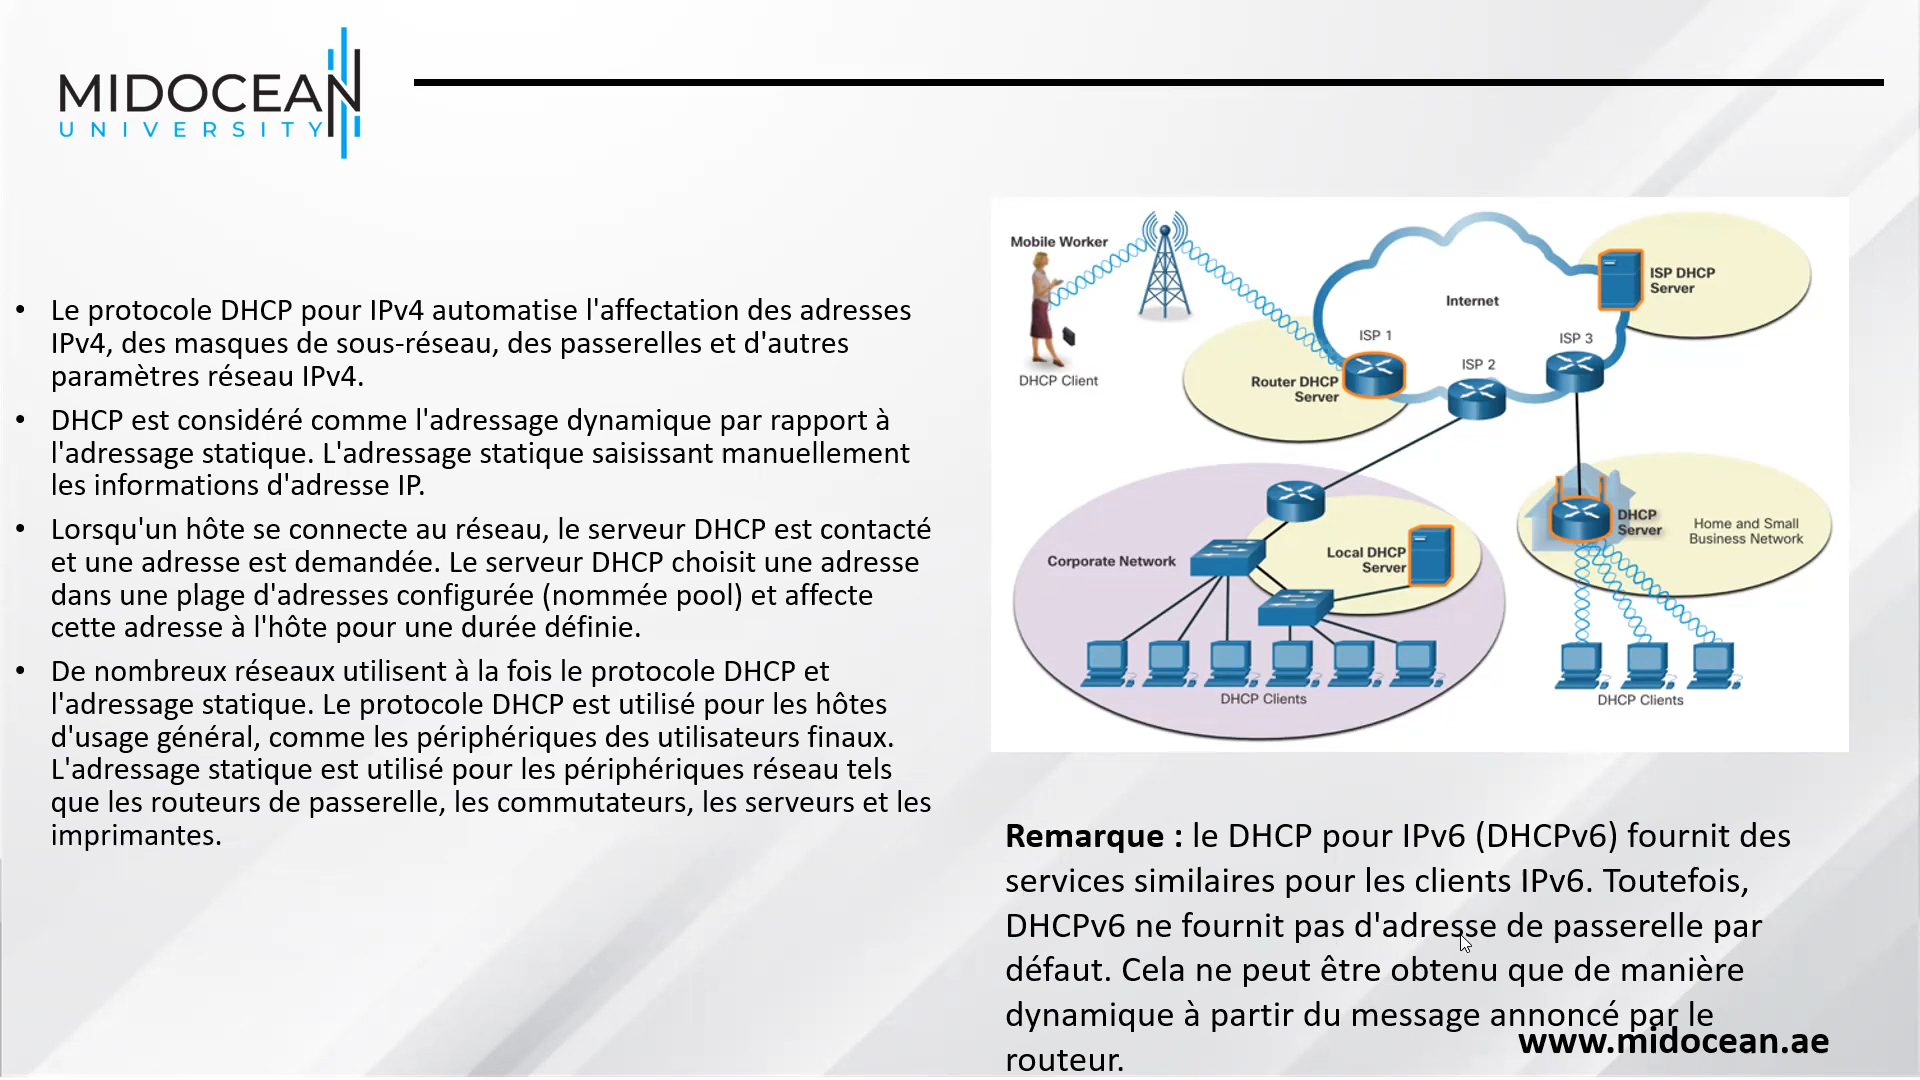 MIDOCEAN
UNIVERSITY
• Le protocole DHCP pour IPv4 automatise l'affectation des adresses
IPv4, des masques de sous-réseau, des passerelles et d'autres
paramètres réseau IPv4.
• DHCP est considéré comme l'adressage dynamique par rapport à
l'adressage statique. L'adressage statique saisissant manuellement
les informations d'adresse IP.
• Lorsqu'un hôte se connecte au réseau, le serveur DHCP est contacté
et une adresse est demandée. Le serveur DHCP choisit une adresse
dans une plage d'adresses configurée (nommée pool) et affecte
cette adresse à l'hôte pour une durée définie.
• De nombreux réseaux utilisent à la fois le protocole DHCP et
l'adressage statique. Le protocole DHCP est utilisé pour les hôtes
d'usage général, comme les périphériques des utilisateurs finaux.
L'adressage statique est utilisé pour les périphériques réseau tels
que les routeurs de passerelle, les commutateurs, les serveurs et les
imprimantes.
Mobile Worker
DHCP Client
Internet
ISP DHCP
Server
ISP 1
ISP 2
ISP 3
Router DHCP
Server
Corporate Network
Local DHCP
Server
DHCP Clients
DHCP
Server
Home and Small
Business Network
DHCP Clients
Remarque : le DHCP pour IPv6 (DHCPv6) fournit des
services similaires pour les clients IPv6. Toutefois,
DHCPv6 ne fournit pas d'adresse de passerelle par
défaut. Cela ne peut être obtenu que de manière
dynamique à partir du message annoncé par le
routeur.
www.midocean.ae